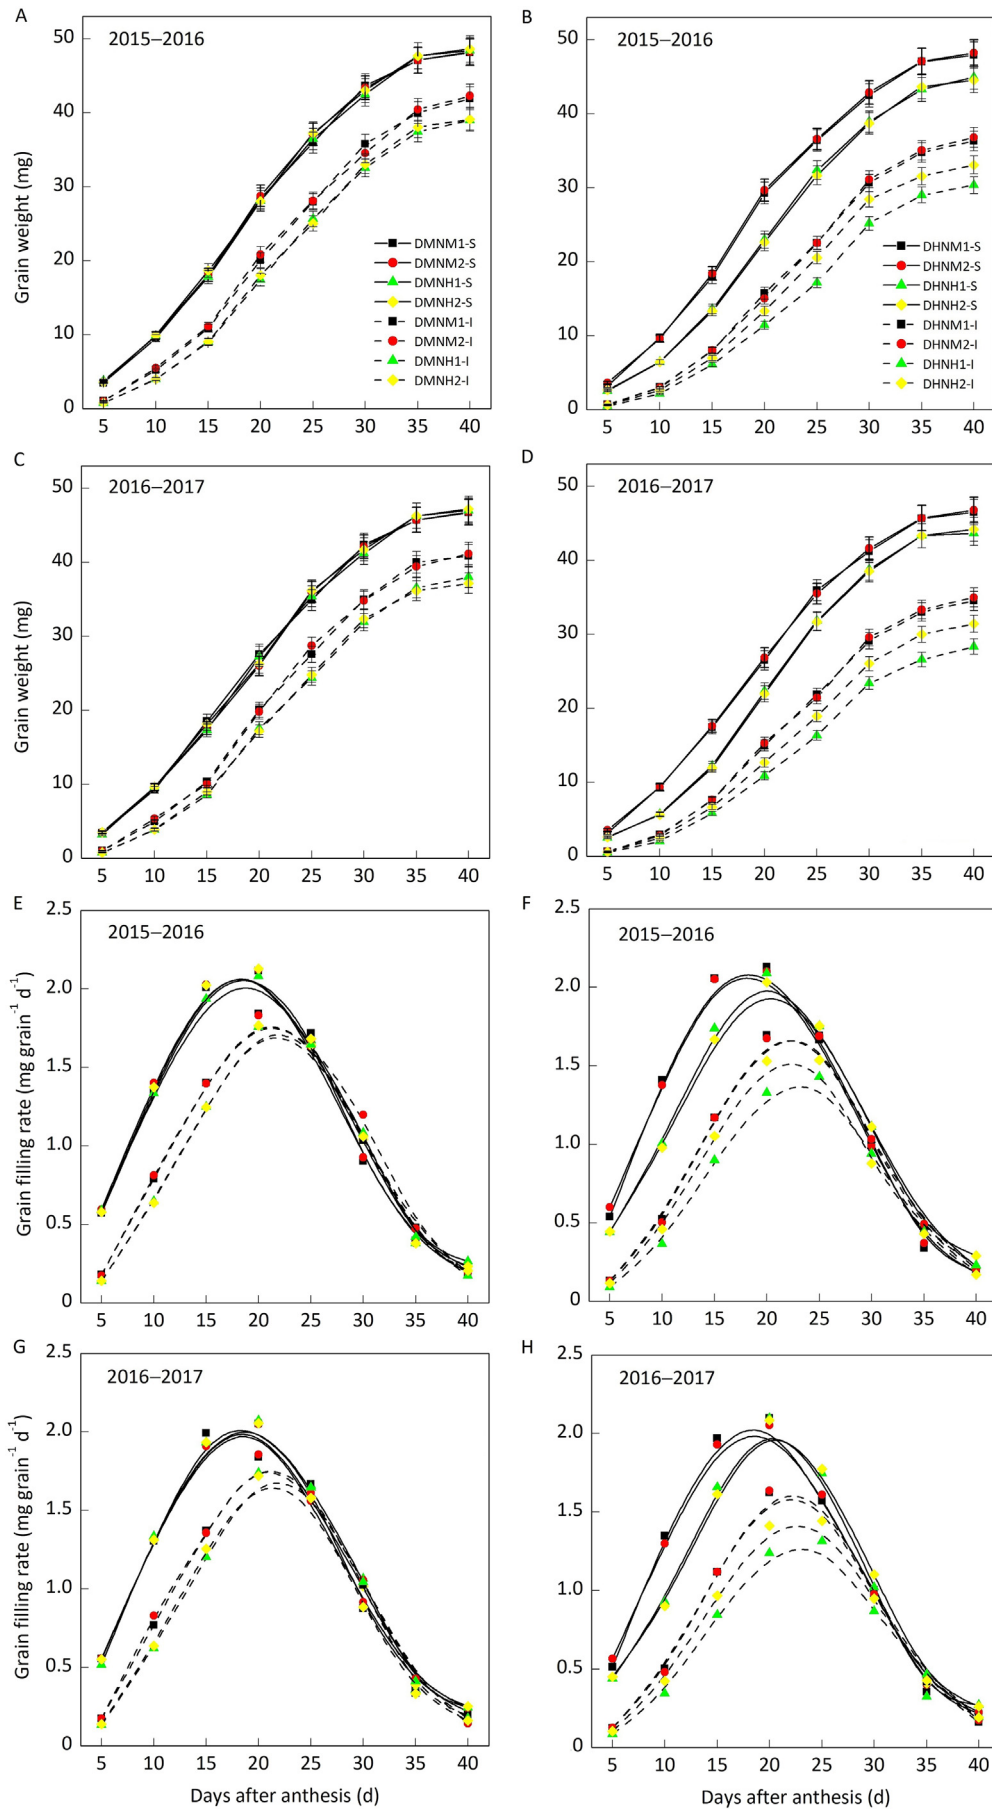 A
2015–2016
50
40
30
20
10
0
Grain weight (mg)
DMNM1-S
DMNM2-S
DMNH1-S
DMNH2-S
DMNM1-I
DMNM2-I
DMNH1-I
DMNH2-I
5 10 15 20 25 30 35 40
B
2015–2016
50
40
30
20
10
0
DHNM1-S
DHNM2-S
DHNH1-S
DHNH2-S
DHNM1-I
DHNM2-I
DHNH1-I
DHNH2-I
5 10 15 20 25 30 35 40
C
2016–2017
50
40
30
20
10
0
Grain weight (mg)
5 10 15 20 25 30 35 40
D
2016–2017
50
40
30
20
10
0
5 10 15 20 25 30 35 40
E
2015–2016
2.5
2.0
1.5
1.0
0.5
0
Grain filling rate (mg grain⁻¹ d⁻¹)
5 10 15 20 25 30 35 40
F
2015–2016
2.5
2.0
1.5
1.0
0.5
0
5 10 15 20 25 30 35 40
G
2016–2017
2.5
2.0
1.5
1.0
0.5
0
Grain filling rate (mg grain⁻¹ d⁻¹)
5 10 15 20 25 30 35 40
Days after anthesis (d)
H
2016–2017
2.5
2.0
1.5
1.0
0.5
0
5 10 15 20 25 30 35 40
Days after anthesis (d)